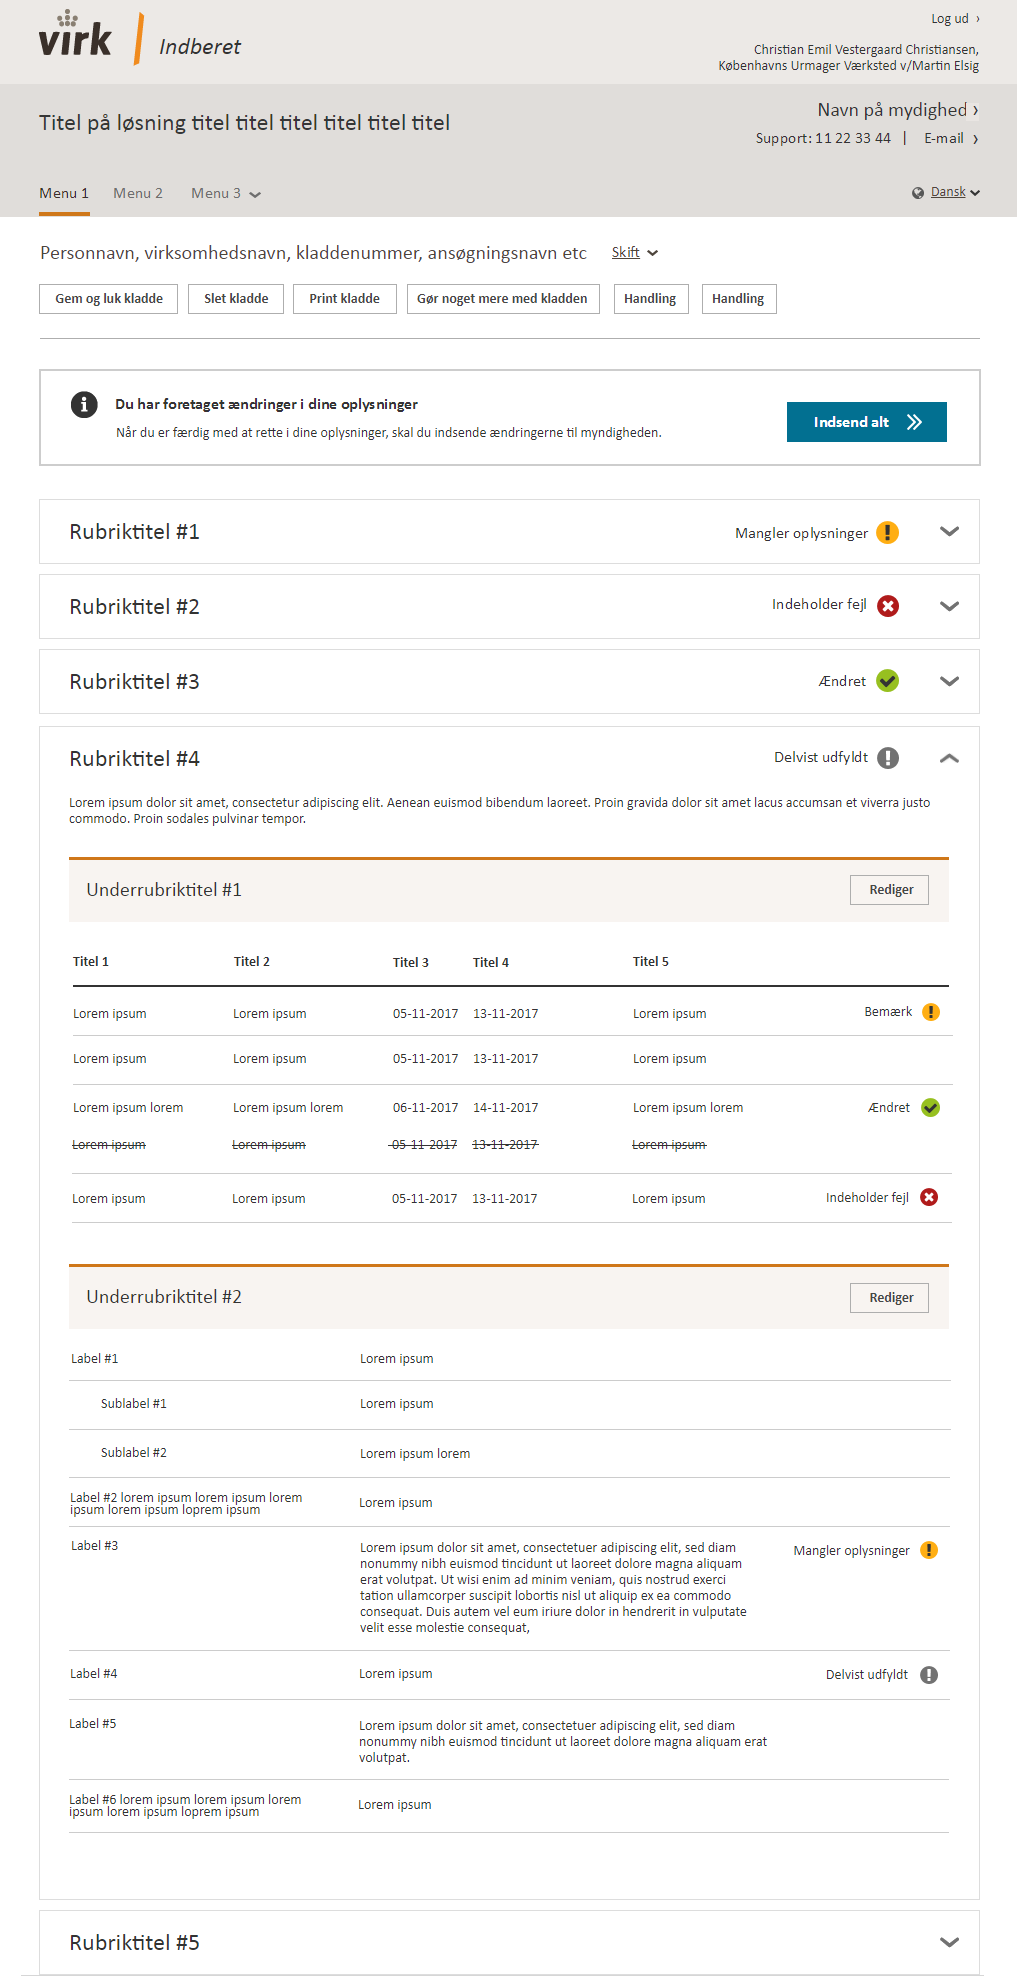 virk
Indberet
Log ud ›
Christian Emil Vestergaard Christiansen,
Københavns Urmager Værksted v/Martin Elsig
Titel på løsning titel titel titel titel titel titel
Navn på mydighed ›
Support: 11 22 33 44 | E-mail ›
Menu 1 Menu 2 Menu 3
Dansk
Personnavn, virksomhedsnavn, kladdenummer, ansøgningsnavn etc Skift
Gem og luk kladde Slet kladde Print kladde Gør noget mere med kladden Handling Handling
Du har foretaget ændringer i dine oplysninger
Når du er færdig med at rette i dine oplysninger, skal du indsende ændringerne til myndigheden.
Indsend alt
Rubriktitel #1 Mangler oplysninger
Rubriktitel #2 Indeholder fejl
Rubriktitel #3 Ændret
Rubriktitel #4 Delvist udfyldt
Lorem ipsum dolor sit amet, consectetur adipiscing elit. Aenean euismod bibendum laoreet. Proin gravida dolor sit amet lacus accumsan et viverra justo
commodo. Proin sodales pulvinar tempor.
Underrubriktitel #1 Rediger
Titel 1 Titel 2 Titel 3 Titel 4 Titel 5
Lorem ipsum Lorem ipsum 05-11-2017 13-11-2017 Lorem ipsum Bemærk
Lorem ipsum Lorem ipsum 05-11-2017 13-11-2017 Lorem ipsum
Lorem ipsum lorem Lorem ipsum lorem 06-11-2017 14-11-2017 Lorem ipsum lorem Ændret
Lorem ipsum Lorem ipsum 05-11-2017 13-11-2017 Lorem ipsum
Lorem ipsum Lorem ipsum 05-11-2017 13-11-2017 Lorem ipsum Indeholder fejl
Underrubriktitel #2 Rediger
Label #1 Lorem ipsum
Sublabel #1 Lorem ipsum
Sublabel #2 Lorem ipsum lorem
Label #2 lorem ipsum lorem ipsum lorem
ipsum lorem ipsum loprem ipsum
Lorem ipsum
Label #3
Lorem ipsum dolor sit amet, consectetuer adipiscing elit, sed diam
nonummy nibh euismod tincidunt ut laoreet dolore magna aliquam
erat volutpat. Ut wisi enim ad minim veniam, quis nostrud exerci
tation ullamcorper suscipit lobortis nisl ut aliquip ex ea commodo
consequat. Duis autem vel eum iriure dolor in hendrerit in vulputate
velit esse molestie consequat,
Mangler oplysninger
Label #4 Lorem ipsum Delvist udfyldt
Label #5
Lorem ipsum dolor sit amet, consectetuer adipiscing elit, sed diam
nonummy nibh euismod tincidunt ut laoreet dolore magna aliquam erat
volutpat.
Label #6 lorem ipsum lorem ipsum lorem
ipsum lorem ipsum loprem ipsum
Lorem ipsum
Rubriktitel #5